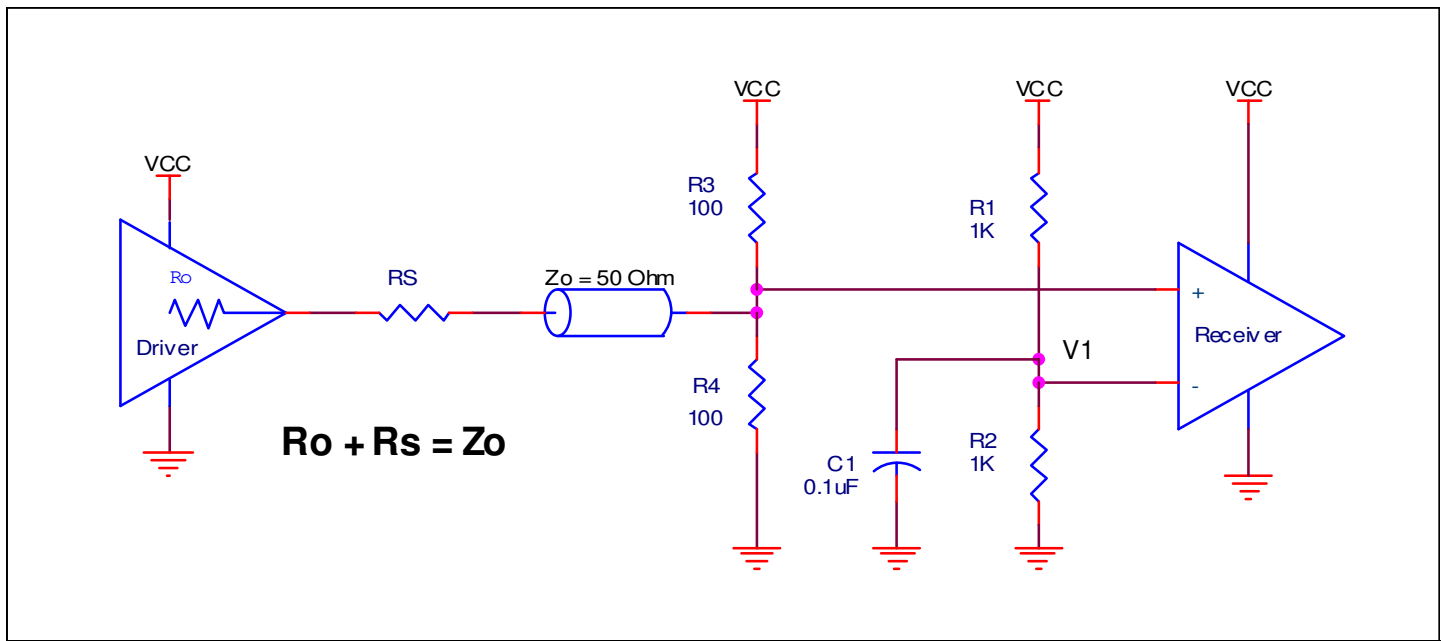 VCC
VCC
VCC
VCC
R3
100
R1
1K
Ro
RS
Zo = 50 Ohm
+
Driver
Receiver
V1
-
R4
100
Ro + Rs = Zo
C1
0.1uF
R2
1K